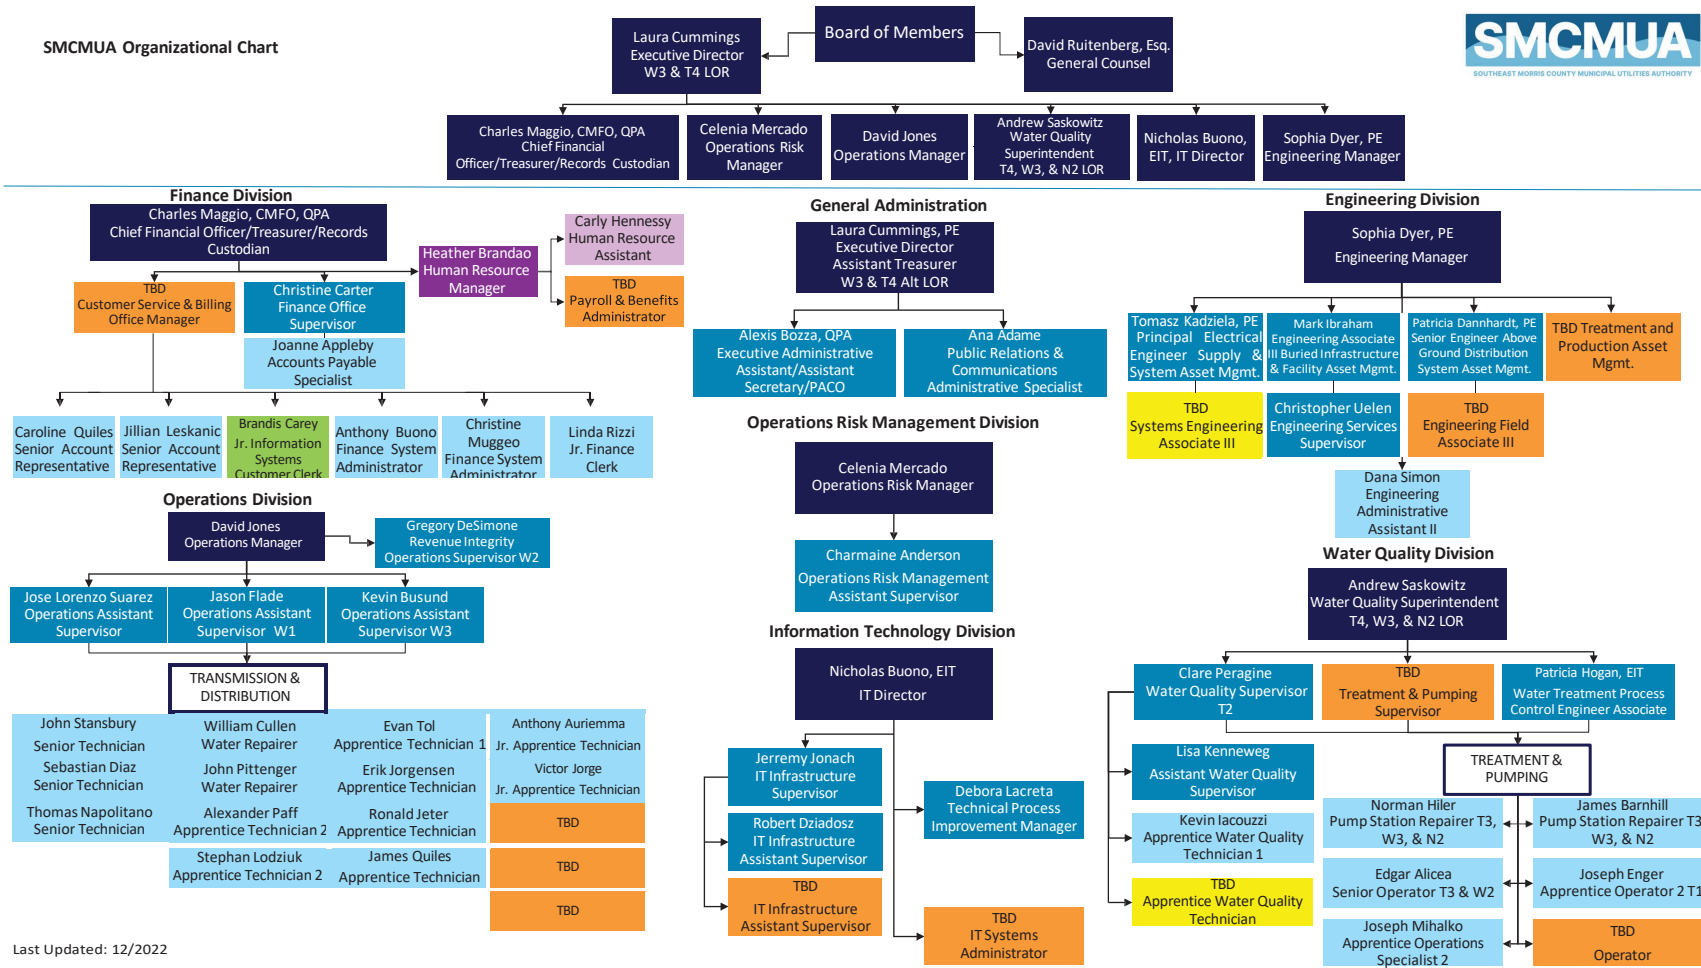 SMCMUA Organizational Chart
Laura Cummings
Executive Director
W3 & T4 LOR
Board of Members
David Ruitenberg, Esq.
General Counsel
SMCMUA
SOUTHEAST MORRIS COUNTY MUNICIPAL UTILITIES AUTHORITY
Charles Maggio, CMFO, QPA
Chief Financial
Officer/Treasurer/Records Custodian
Celenia Mercado
Operations Risk
Manager
David Jones
Operations Manager
Andrew Saskowitz
Water Quality
Superintendent
T4, W3, & N2 LOR
Nicholas Buono,
EIT, IT Director
Sophia Dyer, PE
Engineering Manager
Finance Division
Charles Maggio, CMFO, QPA
Chief Financial Officer/Treasurer/Records
Custodian
Heather Brandao
Human Resource
Manager
Carly Hennessy
Human Resource
Assistant
TBD
Payroll & Benefits
Administrator
TBD
Customer Service & Billing
Office Manager
Christine Carter
Finance Office
Supervisor
Joanne Appleby
Accounts Payable
Specialist
Caroline Quiles
Senior Account
Representative
Jillian Leskanic
Senior Account
Representative
Brandis Carey
Jr. Information
Systems
Customer Clerk
Anthony Buono
Finance System
Administrator
Christine
Muggeo
Finance System
Administrator
Linda Rizzi
Jr. Finance
Clerk
General Administration
Laura Cummings, PE
Executive Director
Assistant Treasurer
W3 & T4 Alt LOR
Alexis Bozza, QPA
Executive Administrative
Assistant/Assistant
Secretary/PACO
Ana Adame
Public Relations &
Communications
Administrative Specialist
Engineering Division
Sophia Dyer, PE
Engineering Manager
Tomasz Kadziela, PE
Principal Electrical
Engineer Supply &
System Asset Mgmt.
Mark Ibraham
Engineering Associate
III Buried Infrastructure
& Facility Asset Mgmt.
Patricia Dannhardt, PE
Senior Engineer Above
Ground Distribution
System Asset Mgmt.
TBD Treatment and
Production Asset
Mgmt.
TBD
Systems Engineering
Associate III
Christopher Uelen
Engineering Services
Supervisor
TBD
Engineering Field
Associate III
Dana Simon
Engineering
Administrative
Assistant II
Operations Risk Management Division
Celenia Mercado
Operations Risk Manager
Charmaine Anderson
Operations Risk Management
Assistant Supervisor
Operations Division
David Jones
Operations Manager
Gregory DeSimone
Revenue Integrity
Operations Supervisor W2
Jose Lorenzo Suarez
Operations Assistant
Supervisor
Jason Flade
Operations Assistant
Supervisor W1
Kevin Busund
Operations Assistant
Supervisor W3
TRANSMISSION &
DISTRIBUTION
John Stansbury
Senior Technician
Sebastian Diaz
Senior Technician
Thomas Napolitano
Senior Technician
William Cullen
Water Repairer
John Pittenger
Water Repairer
Alexander Paff
Apprentice Technician 2
Stephan Lodziuk
Apprentice Technician 2
Evan Tol
Apprentice Technician 1
Erik Jorgensen
Apprentice Technician
Ronald Jeter
Apprentice Technician
James Quiles
Apprentice Technician
Anthony Auriemma
Jr. Apprentice Technician
Victor Jorge
Jr. Apprentice Technician
TBD
TBD
TBD
Information Technology Division
Nicholas Buono, EIT
IT Director
Jerremy Jonach
IT Infrastructure
Supervisor
Robert Dziadosz
IT Infrastructure
Assistant Supervisor
TBD
IT Infrastructure
Assistant Supervisor
Debora Lacreta
Technical Process
Improvement Manager
TBD
IT Systems
Administrator
Water Quality Division
Andrew Saskowitz
Water Quality Superintendent
T4, W3, & N2 LOR
Clare Peragine
Water Quality Supervisor
T2
TBD
Treatment & Pumping
Supervisor
Patricia Hogan, EIT
Water Treatment Process
Control Engineer Associate
Lisa Kenneweg
Assistant Water Quality
Supervisor
Kevin Iacouzzi
Apprentice Water Quality
Technician 1
TBD
Apprentice Water Quality
Technician
TREATMENT &
PUMPING
Norman Hiler
Pump Station Repairer T3,
W3, & N2
James Barnhill
Pump Station Repairer T3
W3, & N2
Edgar Alicea
Senior Operator T3 & W2
Joseph Enger
Apprentice Operator 2 T1
Joseph Mihalko
Apprentice Operations
Specialist 2
TBD
Operator
Last Updated: 12/2022